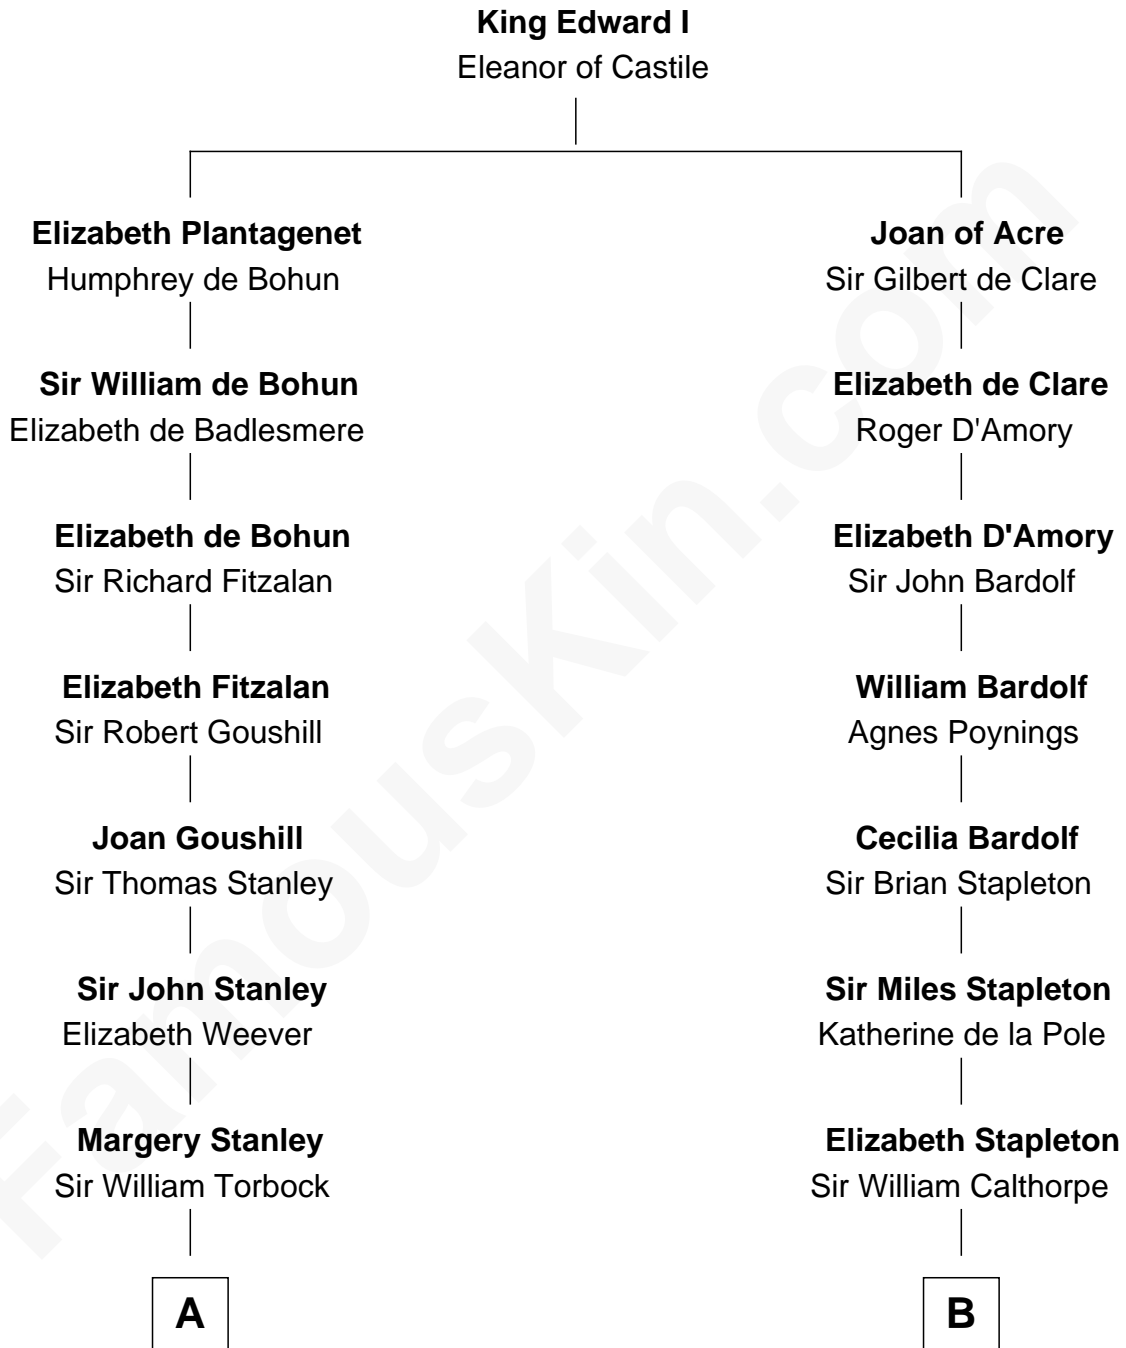 King Edward I
Eleanor of Castile
Elizabeth Plantagenet
Humphrey de Bohun
Joan of Acre
Sir Gilbert de Clare
Sir William de Bohun
Elizabeth de Badlesmere
Elizabeth de Clare
Roger D'Amory
Elizabeth de Bohun
Sir Richard Fitzalan
Elizabeth D'Amory
Sir John Bardolf
Elizabeth Fitzalan
Sir Robert Goushill
William Bardolf
Agnes Poynings
Joan Goushill
Sir Thomas Stanley
Cecilia Bardolf
Sir Brian Stapleton
Sir John Stanley
Elizabeth Weever
Sir Miles Stapleton
Katherine de la Pole
Margery Stanley
Sir William Torbock
Elizabeth Stapleton
Sir William Calthorpe
A
B
FamousKin.com